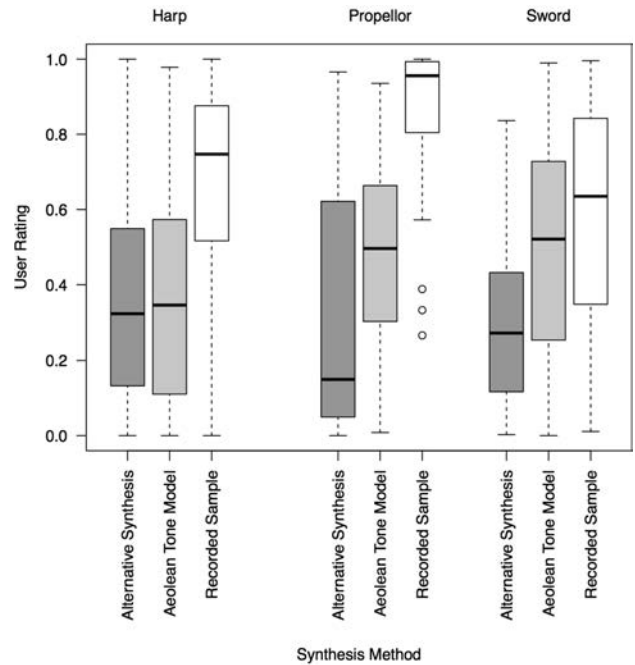 Harp Propellor Sword
1.0
0.8
0.6
0.4
0.2
0.0
User Rating
Alternative Synthesis
Aeolean Tone Model
Recorded Sample
Alternative Synthesis
Aeolean Tone Model
Recorded Sample
Alternative Synthesis
Aeolean Tone Model
Recorded Sample
Synthesis Method